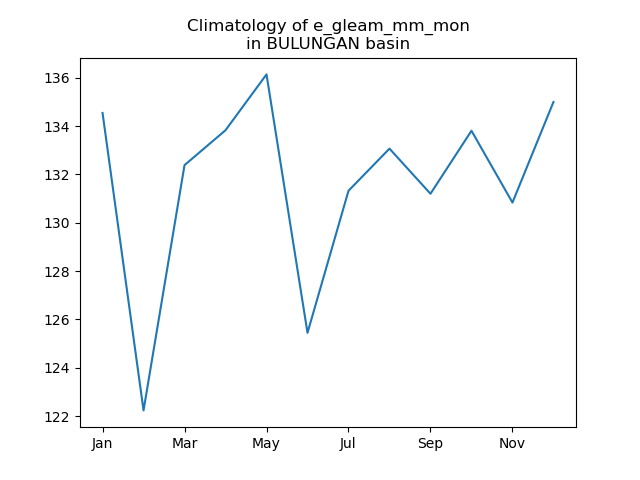 Climatology of e_gleam_mm_mon
in BULUNGAN basin
136
134
132
130
128
126
124
122
Jan
Mar
May
Jul
Sep
Nov